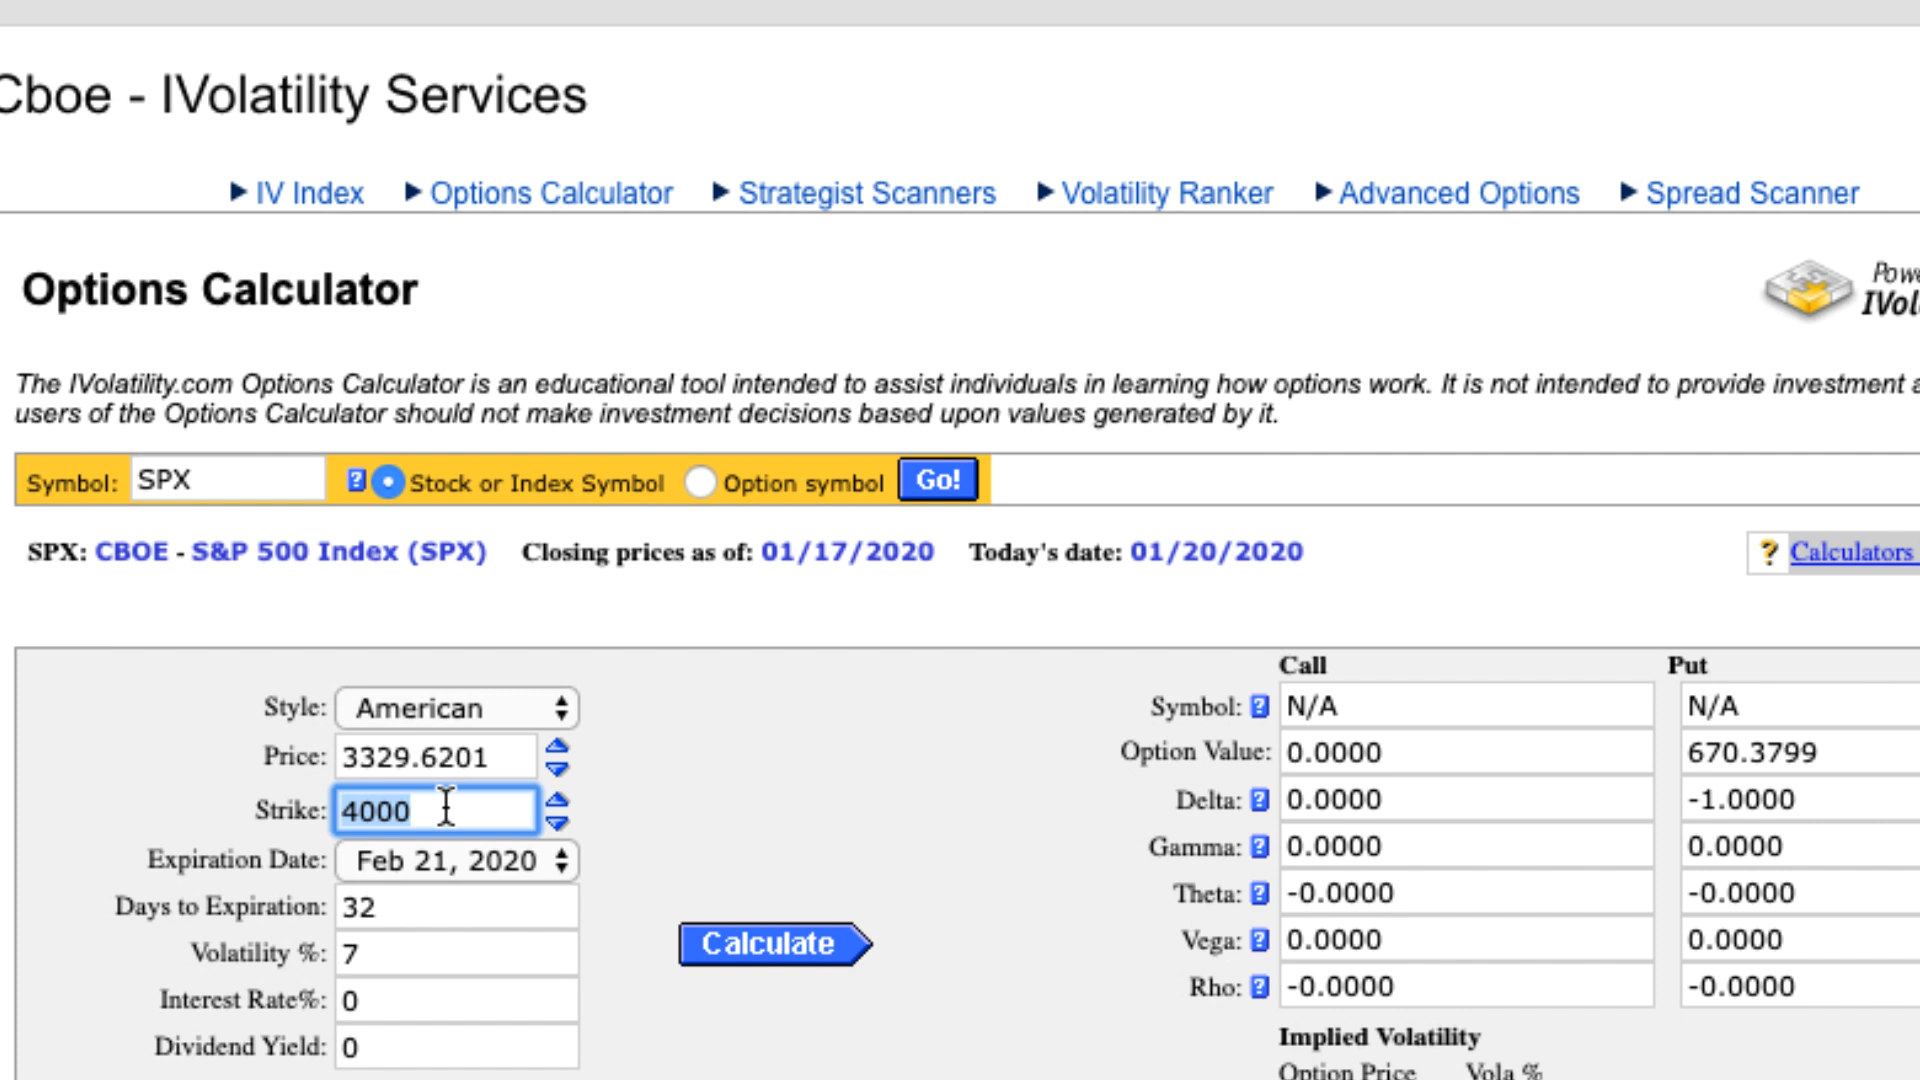 Cboe - IVolatility Services
IV Index Options Calculator Strategist Scanners Volatility Ranker Advanced Options Spread Scanner
Options Calculator
The IVolatility.com Options Calculator is an educational tool intended to assist individuals in learning how options work. It is not intended to provide investment
users of the Options Calculator should not make investment decisions based upon values generated by it.
Symbol: SPX ? Stock or Index Symbol Option symbol Go!
SPX: CBOE - S&P 500 Index (SPX) Closing prices as of: 01/17/2020 Today's date: 01/20/2020 ? Calculators
Call Put
Style: American Symbol: ? N/A N/A
Price: 3329.6201 Option Value: 0.0000 670.3799
Strike: 4000 Delta: ? 0.0000 -1.0000
Expiration Date: Feb 21, 2020 Gamma: ? 0.0000 0.0000
Days to Expiration: 32 Theta: ? -0.0000 -0.0000
Volatility %: 7 Calculate Vega: ? 0.0000 0.0000
Interest Rate%: 0 Rho: ? -0.0000 -0.0000
Dividend Yield: 0 Implied Volatility
Option Price Vola %